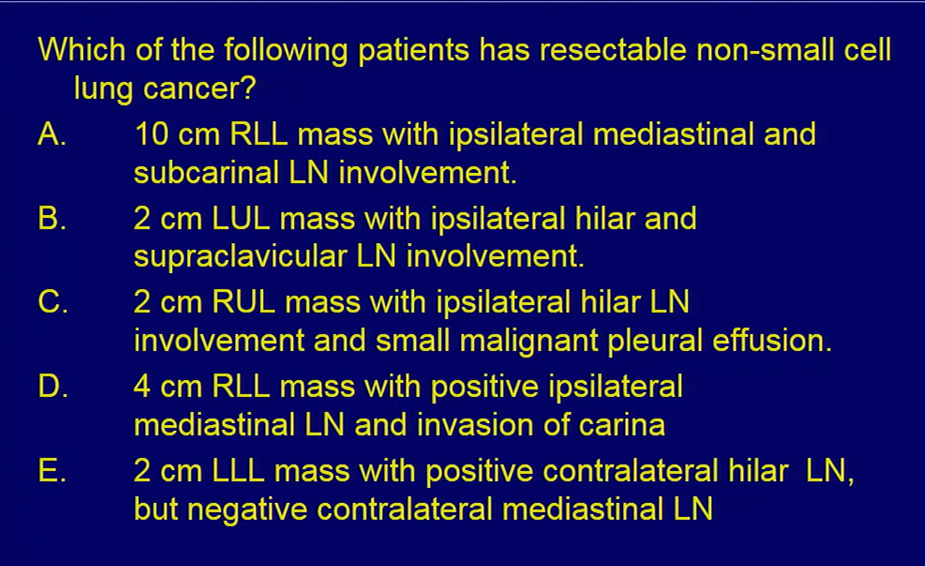 Which of the following patients has resectable non-small cell
lung cancer?
A. 10 cm RLL mass with ipsilateral mediastinal and
subcarinal LN involvement.
B. 2 cm LUL mass with ipsilateral hilar and
supraclavicular LN involvement.
C. 2 cm RUL mass with ipsilateral hilar LN
involvement and small malignant pleural effusion.
D. 4 cm RLL mass with positive ipsilateral
mediastinal LN and invasion of carina
E. 2 cm LLL mass with positive contralateral hilar LN,
but negative contralateral mediastinal LN